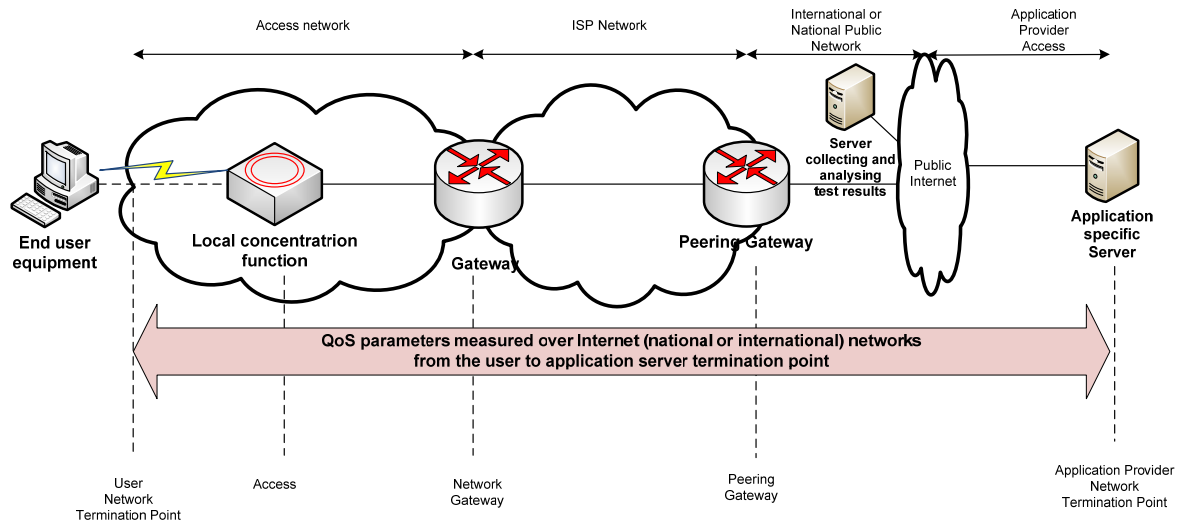 Access network
ISP Network
International or
National Public
Network
Application
Provider
Access
End user
equipment
Local concentratrion
function
Gateway
Peering Gateway
Server
collecting and
analysing
test results
Public
Internet
Application
specific
Server
QoS parameters measured over Internet (national or international) networks
from the user to application server termination point
User
Network
Termination Point
Access
Network
Gateway
Peering
Gateway
Application Provider
Network
Termination Point